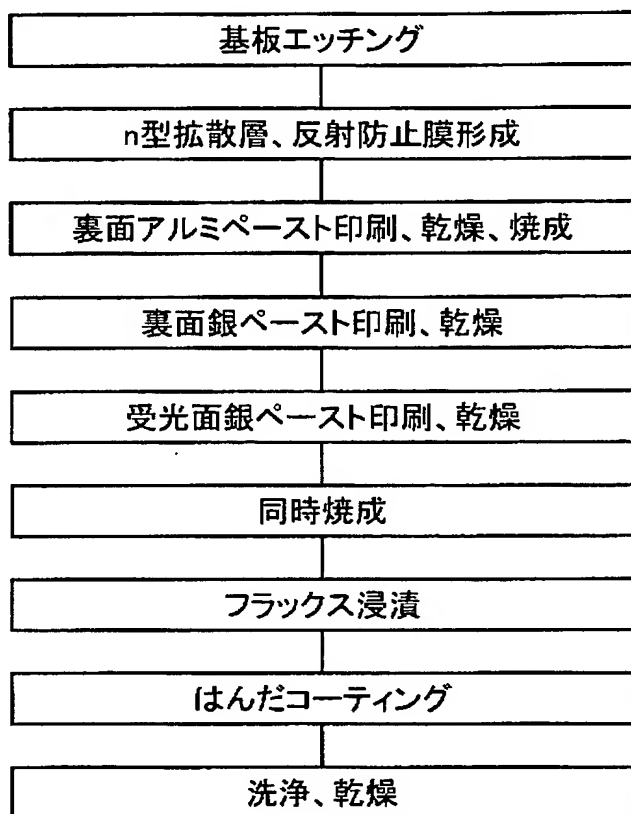 基板エッチング
n型拡散層、反射防止膜形成
裏面アルミペースト印刷、乾燥、焼成
裏面銀ペースト印刷、乾燥
受光面銀ペースト印刷、乾燥
同時焼成
フラックス浸漬
はんだコーティング
洗浄、乾燥